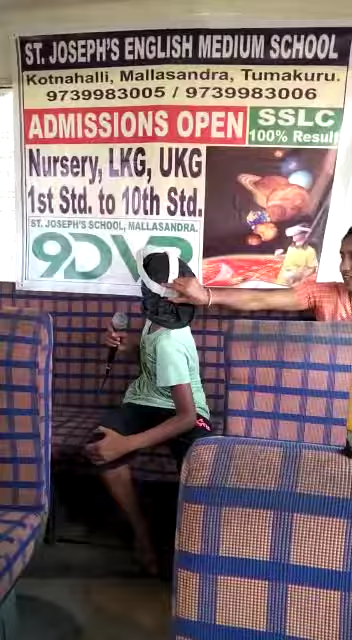 ST. JOSEPH'S ENGLISH MEDIUM SCHOOL
Kotnahalli, Mallasandra, Tumakuru.
9739983005 / 9739983006
ADMISSIONS OPEN
SSLC
100% Result
Nursery, LKG, UKG
1st Std. to 10th Std.
ST. JOSEPH'S SCHOOL, MALLASANDRA.
9DVR